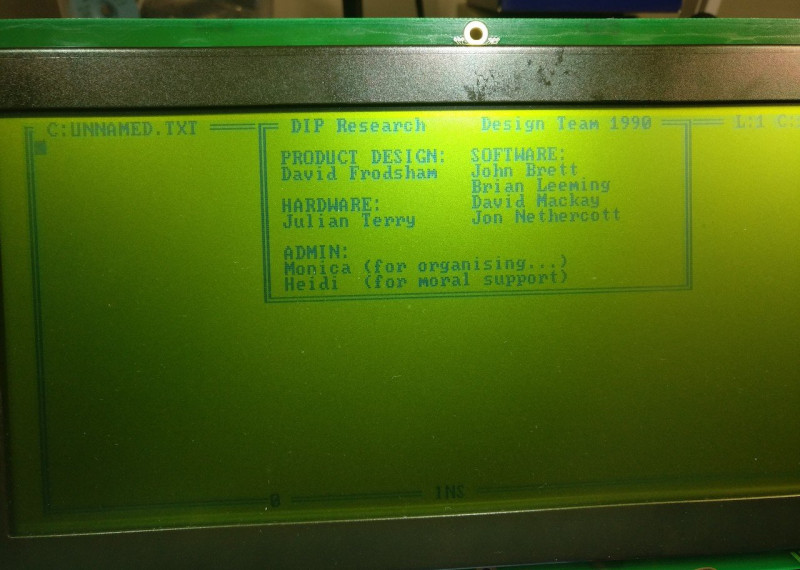 C:UNNAMED.TXT DIP Research Design Team 1990 L:1 C:
PRODUCT DESIGN: SOFTWARE:
David Frodsham John Brett
Brian Leeming
HARDWARE: David Mackay
Julian Terry Jon Nethercott
ADMIN:
Monica (for organising...)
Heidi (for moral support)
0 INS